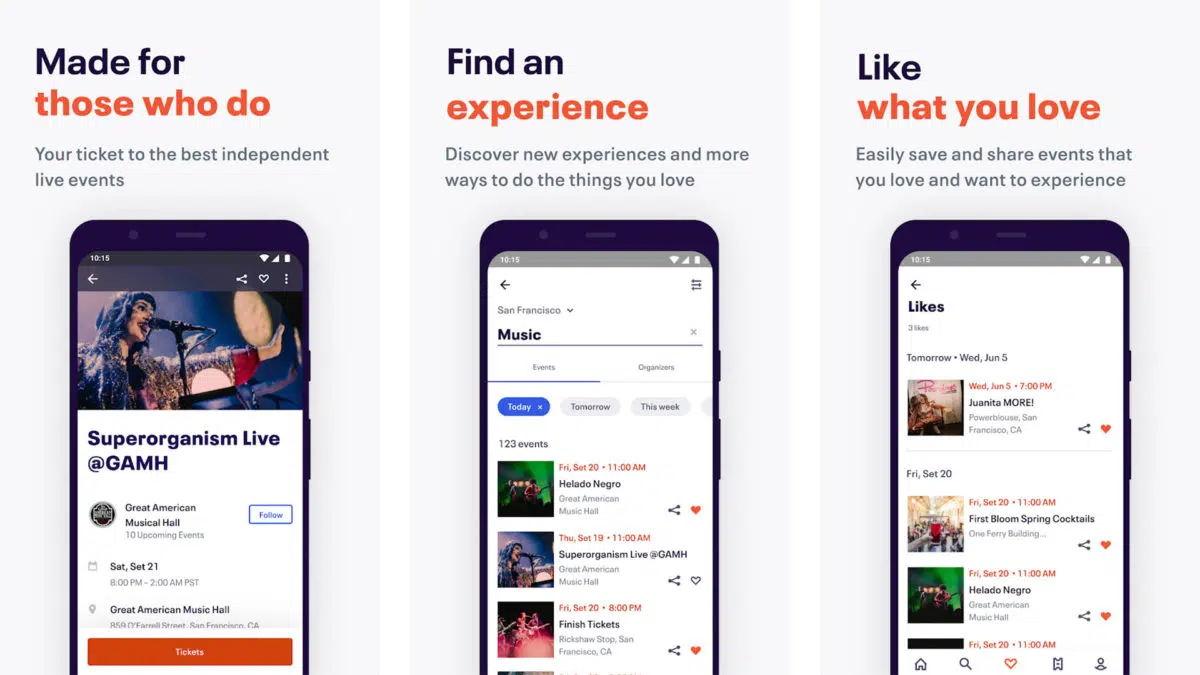 Made for
those who do
Your ticket to the best independent
live events
10:15
Superorganism Live
@GAMH
Great American
Musical Hall
10 Upcoming Events
Follow
Sat, Set 21
8:00 PM – 2:00 AM PST
Great American Music Hall
859 O'Farrell Street, San Francisco, CA
Tickets
Find an
experience
Discover new experiences and more
ways to do the things you love
10:15
San Francisco
Music
Events
Organizers
Today ×
Tomorrow
This week
123 events
Fri, Set 20 • 11:00 AM
Helado Negro
Great American
Music Hall
Thu, Set 19 • 11:00 AM
Superorganism Live @GAMH
Great American
Music Hall
Fri, Set 20 • 8:00 PM
Finish Tickets
Rickshaw Stop, San
Francisco, CA
Like
what you love
Easily save and share events that
you love and want to experience
10:15
Likes
3 likes
Tomorrow • Wed, Jun 5
Wed, Jun 5 • 7:00 PM
Juanita MORE!
Powerblouse, San
Francisco, CA
Fri, Set 20
Fri, Set 20 • 11:00 AM
First Bloom Spring Cocktails
One Ferry Building...
Fri, Set 20 • 11:00 AM
Helado Negro
Great American
Music Hall
Fri, Set 20 • 11:00 AM